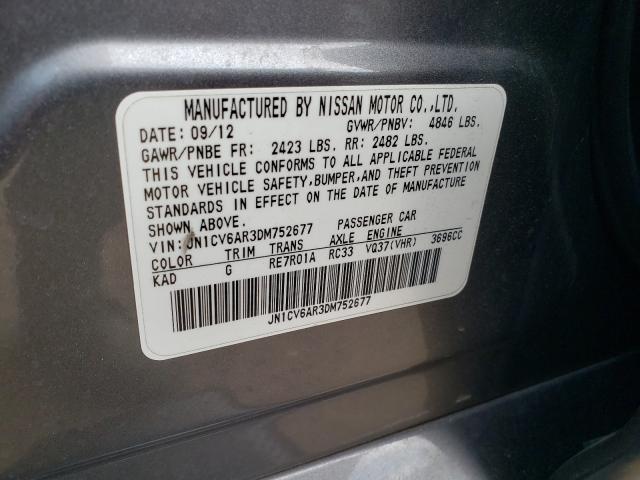 MANUFACTURED BY NISSAN MOTOR CO.,LTD.
DATE: 09/12 GVWR/PNBV: 4846 LBS.
GAWR/PNBE FR: 2423 LBS. RR: 2482 LBS.
THIS VEHICLE CONFORMS TO ALL APPLICABLE FEDERAL
MOTOR VEHICLE SAFETY, BUMPER, AND THEFT PREVENTION
STANDARDS IN EFFECT ON THE DATE OF MANUFACTURE
SHOWN ABOVE.
VIN: JN1CV6AR3DM752677 PASSENGER CAR
COLOR TRIM TRANS AXLE ENGINE
KAD G RE7R01A RC33 VQ37(VHR) 3696CC
JN1CV6AR3DM752677